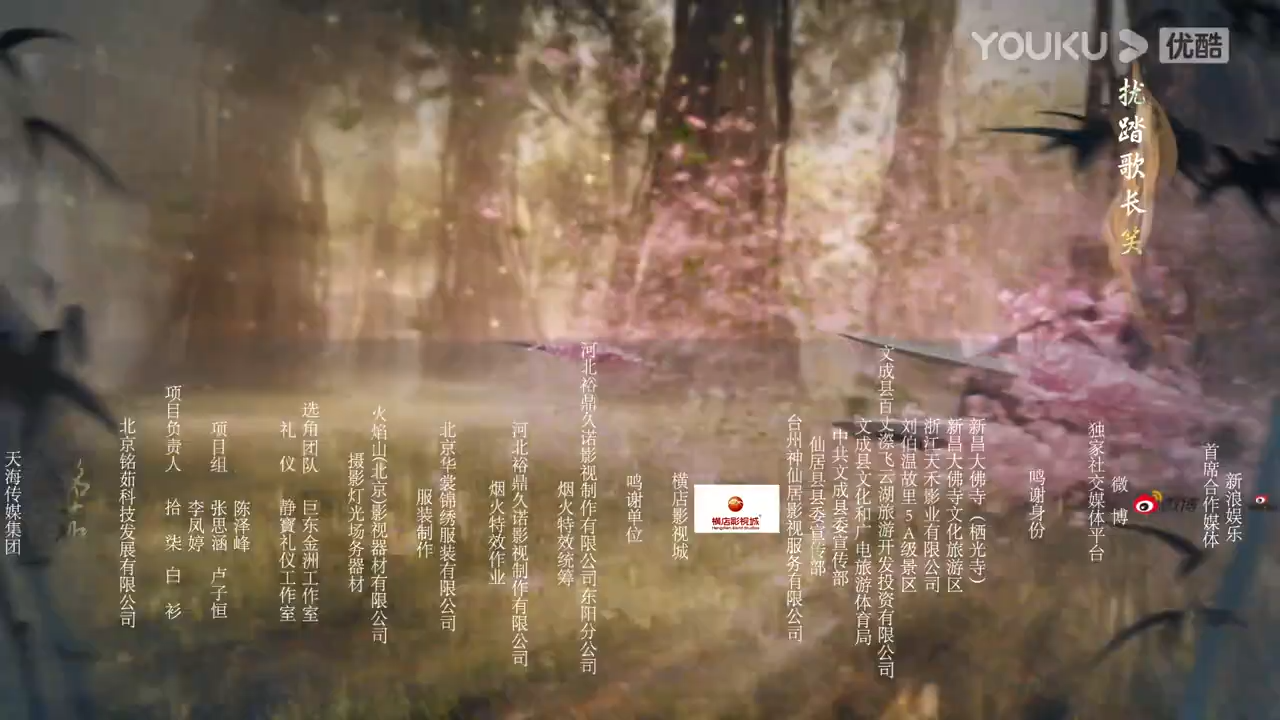 YOUKU 优酷
扰踏歌长笑
新浪娱乐
首席合作媒体
微博
独家社交媒体平台
鸣谢身份
新昌大佛寺（栖光寺）
新昌大佛寺文化旅游区
浙江天禾影业有限公司
刘伯温故里5A级景区
文成县百丈漈飞云湖旅游开发投资有限公司
文成县文化和广电旅游体育局
中共文成县委宣传部
仙居县县委宣传部
台州神仙居影视服务有限公司
横店影视城
Hengdian World Studios
横店影视城
鸣谢单位
河北裕鼎久诺影视制作有限公司东阳分公司
烟火特效统筹
河北裕鼎久诺影视制作有限公司
烟火特效作业
北京华裳锦绣服装有限公司
服装制作
火焰山(北京)影视器材有限公司
摄影灯光场务器材
选角团队 巨东金洲工作室
礼仪 静寶礼仪工作室
项目组 陈泽峰
张思涵 卢子恒
李凤婷
项目负责人 拾柒白衫
北京铭茹科技发展有限公司
天海传媒集团